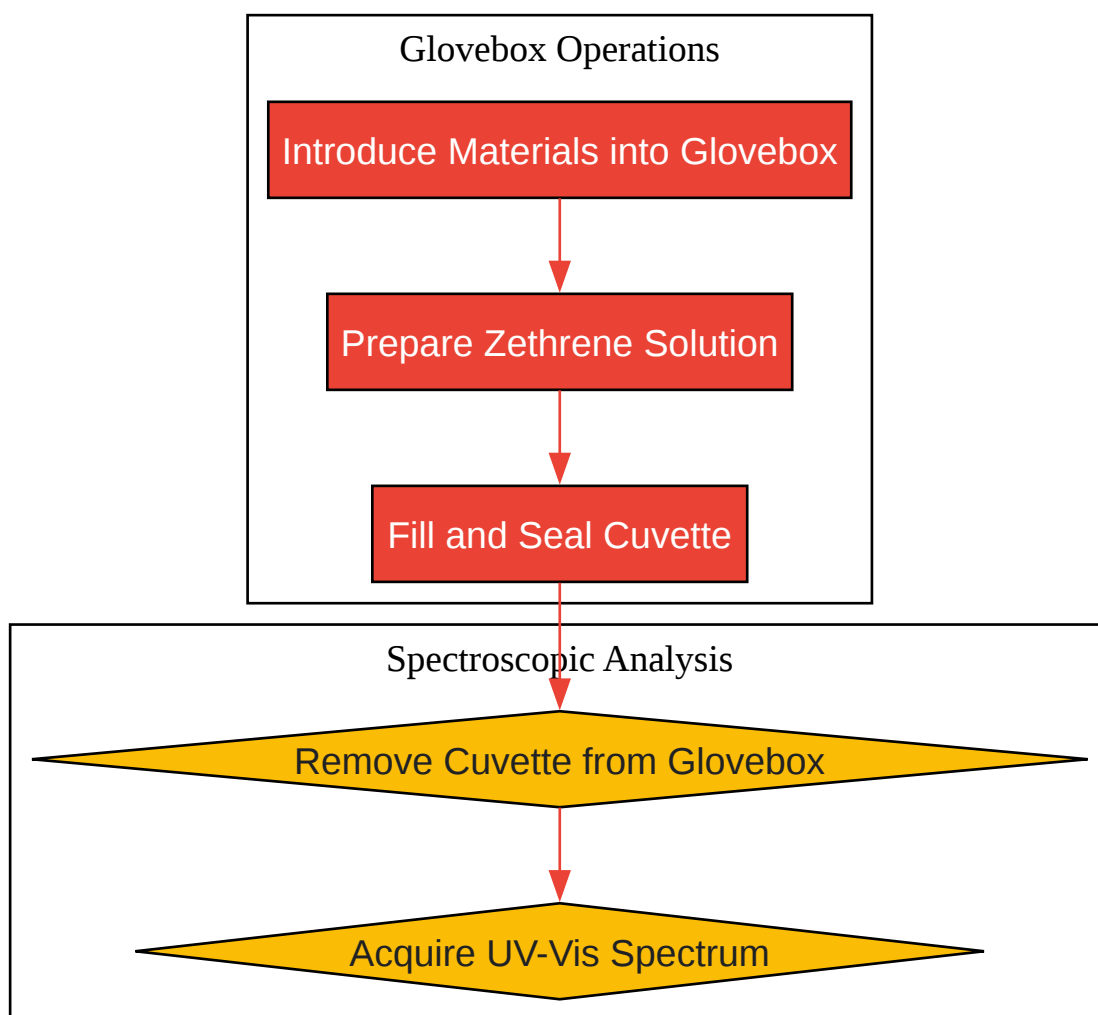 Glovebox Operations
Introduce Materials into Glovebox
Prepare Zethrene Solution
Fill and Seal Cuvette
Spectroscopic Analysis
Remove Cuvette from Glovebox
Acquire UV-Vis Spectrum